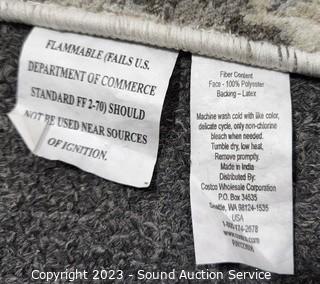 FLAMMABLE (FAILS U.S.
DEPARTMENT OF COMMERCE
STANDARD FF 2-70) SHOULD
NOT BE USED NEAR SOURCES
OF IGNITION.
Fiber Content
Face - 100% Polyester
Backing - Latex
Machine wash cold with like color,
delicate cycle, only non-chlorine
bleach when needed.
Tumble dry, low heat,
Remove promptly.
Made in India
Distributed By:
Costco Wholesale Corporation
P.O. Box 34535
Seattle, WA 98124-1535
USA
Copyright 2023 - Sound Auction Service